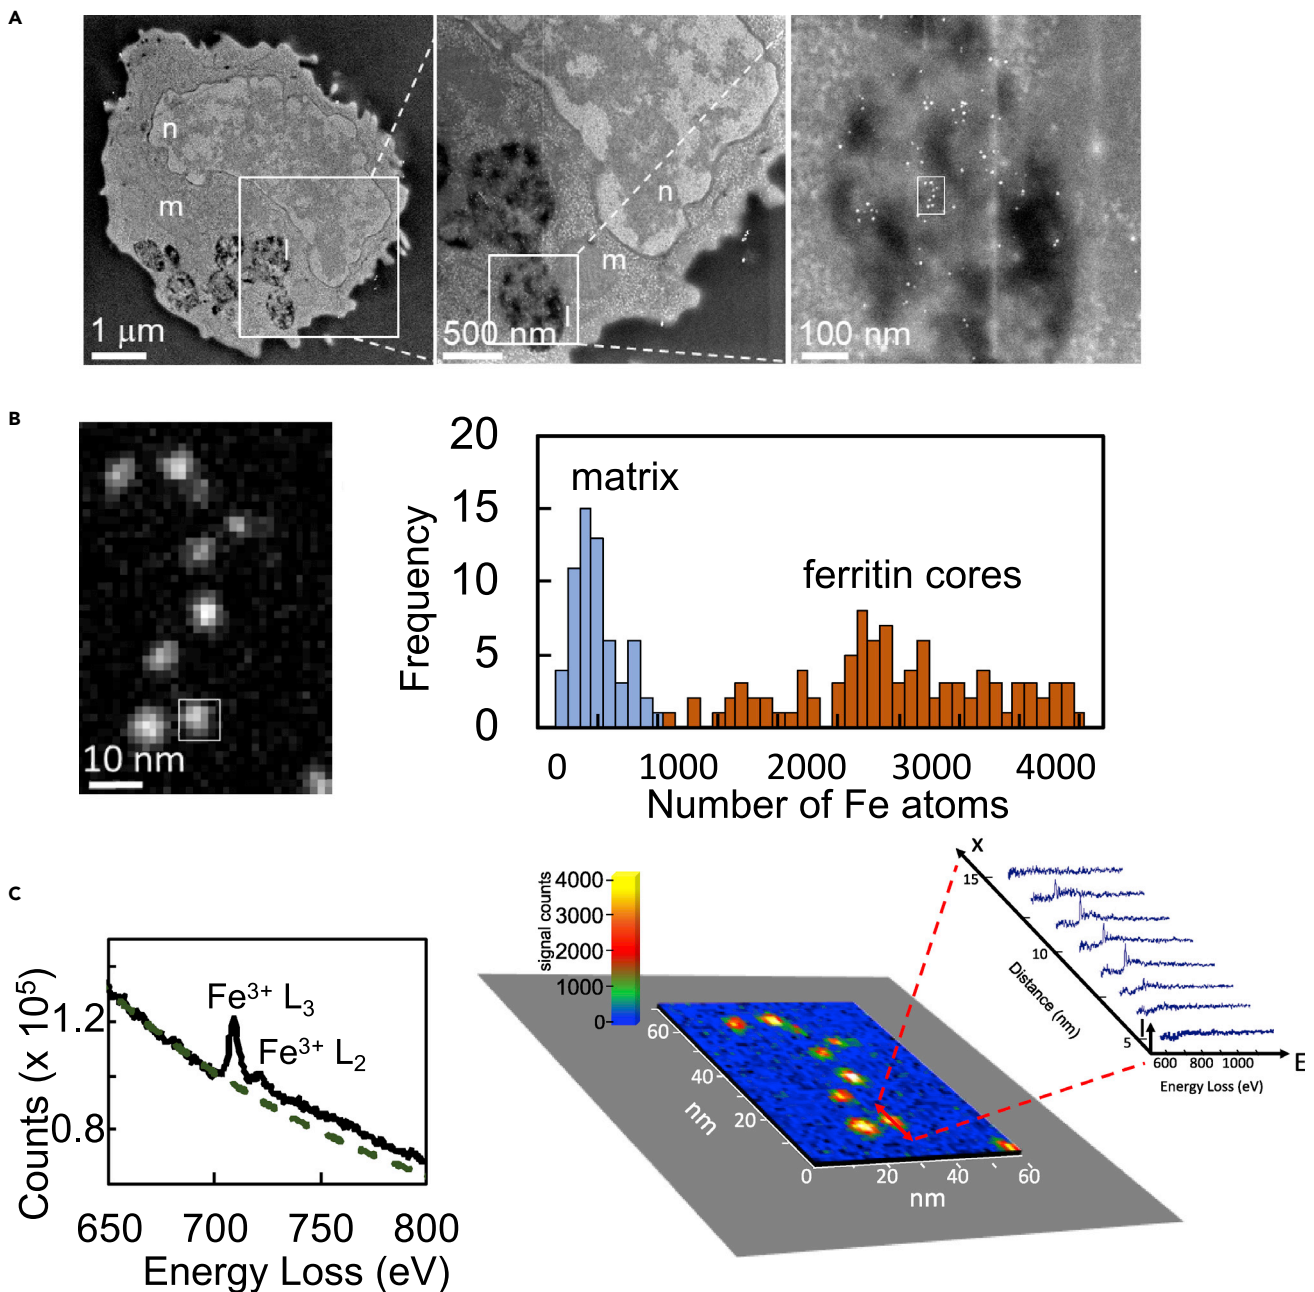 A
n
m
l
1 μm
n
m
l
500 nm
100 nm
B
10 nm
20
15
10
5
0
Frequency
matrix
ferritin cores
0 1000 2000 3000 4000
Number of Fe atoms
C
Counts (x 10⁵)
1.2
0.8
Fe³⁺ L₃
Fe³⁺ L₂
650 700 750 800
Energy Loss (eV)
signal counts
4000
3000
2000
1000
0
60
40
20
nm
0 20 40 60
nm
X
15
10
5
Distance (nm)
I
E
600 800 1000
Energy Loss (eV)